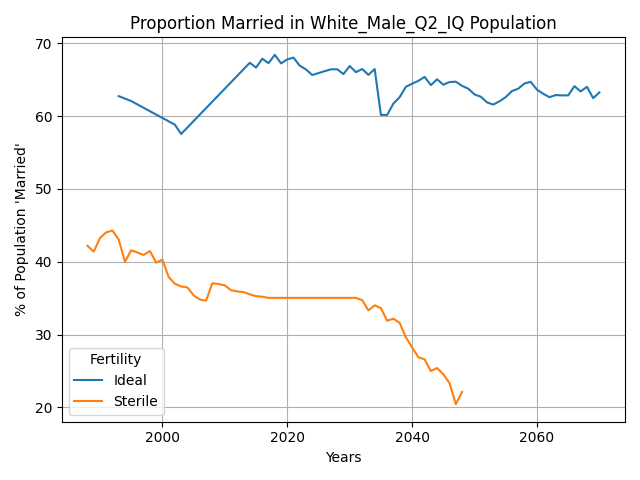 Proportion Married in White_Male_Q2_IQ Population
% of Population 'Married'
70
60
50
40
30
20
Fertility
Ideal
Sterile
2000
2020
2040
2060
Years